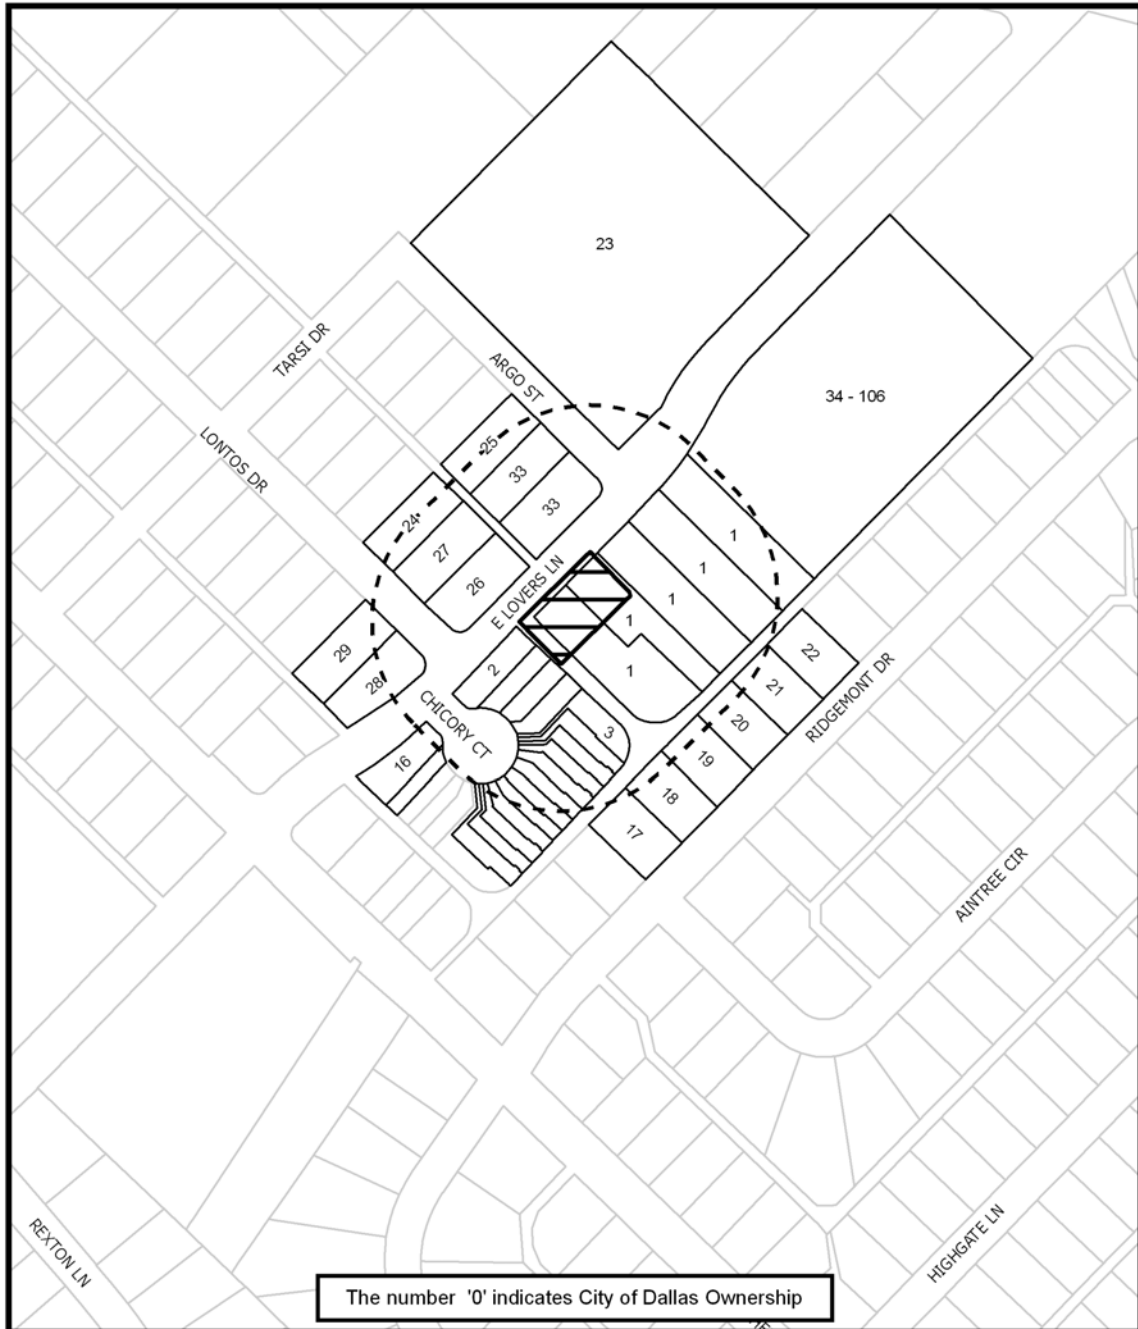 23
TARSI DR
ARGO ST
34 - 106
LONTOS DR
25
33
33
24
27
26
1
1
1
1
1
E LOVERS LN
29
28
2
CHICORY CT
3
16
22
21
20
19
18
17
RIDGEMONT DR
AINTREE CIR
HIGHGATE LN
REXTON LN
The number '0' indicates City of Dallas Ownership